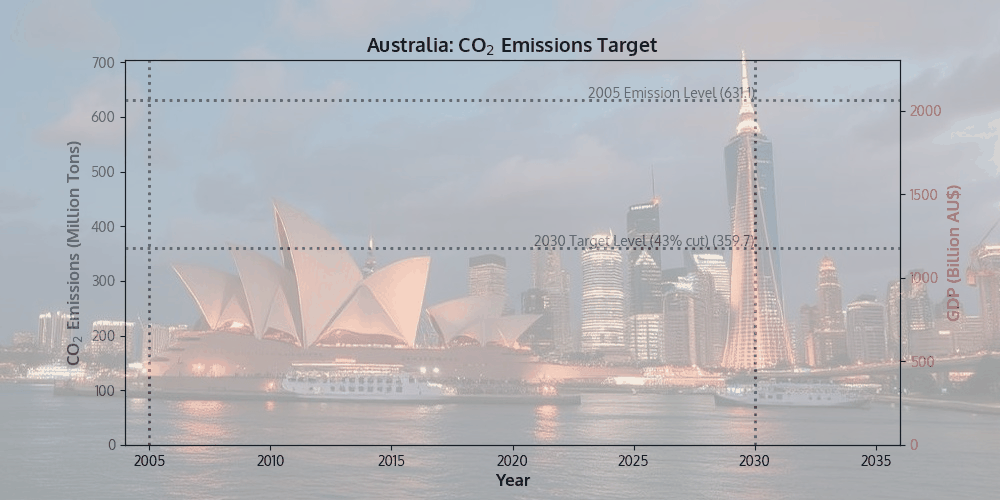 Australia: CO₂ Emissions Target
700
600
500
400
300
200
100
0
CO₂ Emissions (Million Tons)
2005 Emission Level (631.1)
2030 Target Level (43% cut) (359.7)
2000
1500
1000
500
0
GDP (Billion AU$)
2005 2010 2015 2020 2025 2030 2035
Year